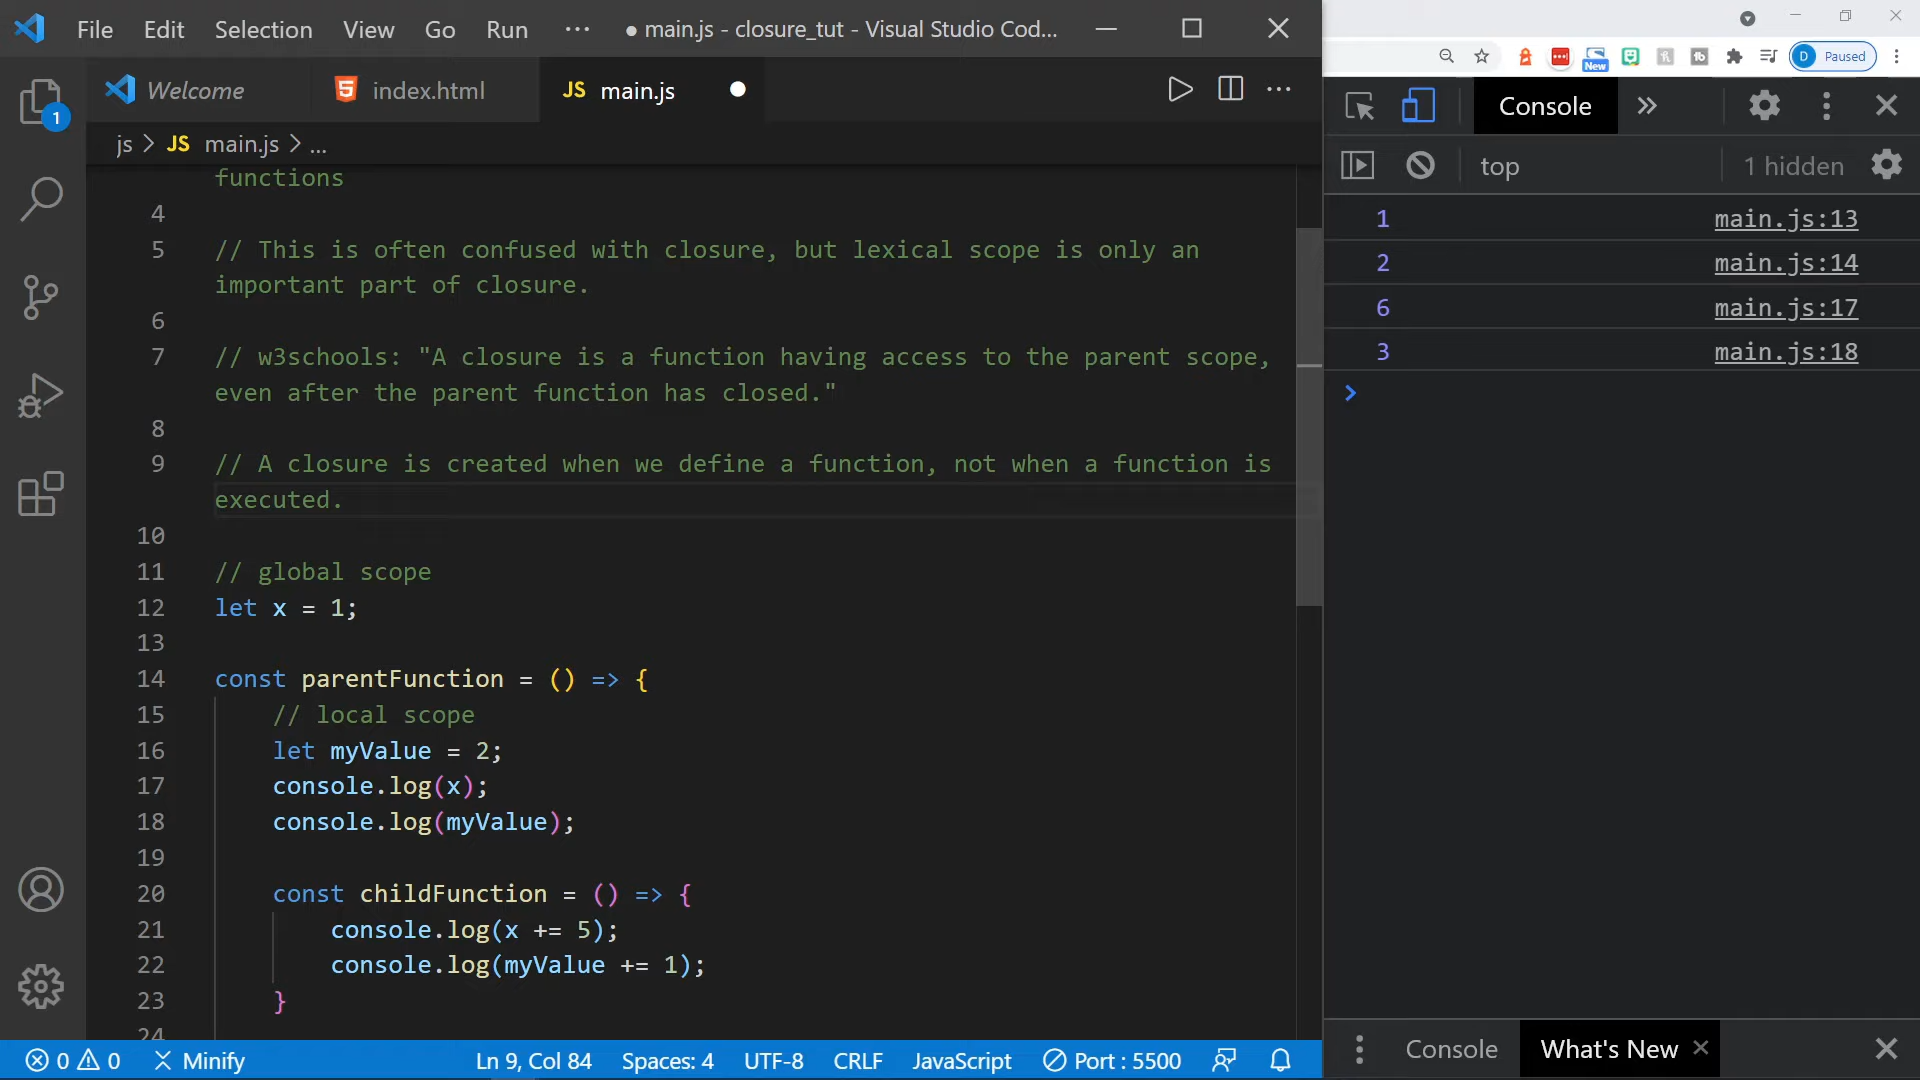 File Edit Selection View Go Run ··· ● main.js - closure_tut - Visual Studio Cod...
Welcome index.html JS main.js
js > JS main.js > ...
functions
4
5 // This is often confused with closure, but lexical scope is only an
important part of closure.
6
7 // w3schools: "A closure is a function having access to the parent scope,
even after the parent function has closed."
8
9 // A closure is created when we define a function, not when a function is
executed.
10
11 // global scope
12 let x = 1;
13
14 const parentFunction = () => {
15 // local scope
16 let myValue = 2;
17 console.log(x);
18 console.log(myValue);
19
20 const childFunction = () => {
21 console.log(x += 5);
22 console.log(myValue += 1);
23 }
24
1
0 0 Minify Ln 9, Col 84 Spaces: 4 UTF-8 CRLF JavaScript Port : 5500
New D Paused
Console
top 1 hidden
1 main.js:13
2 main.js:14
6 main.js:17
3 main.js:18
Console What's New